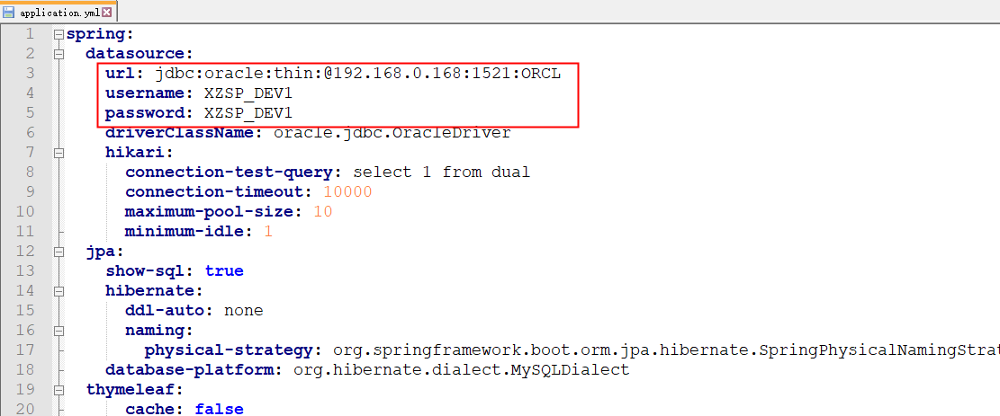 application.yml
1 spring:
2 datasource:
3 url: jdbc:oracle:thin:@192.168.0.168:1521:ORCL
4 username: XZSP_DEV1
5 password: XZSP_DEV1
6 driverClassName: oracle.jdbc.OracleDriver
7 hikari:
8 connection-test-query: select 1 from dual
9 connection-timeout: 10000
10 maximum-pool-size: 10
11 minimum-idle: 1
12 jpa:
13 show-sql: true
14 hibernate:
15 ddl-auto: none
16 naming:
17 physical-strategy: org.springframework.boot.orm.jpa.hibernate.SpringPhysicalNamingStrat
18 database-platform: org.hibernate.dialect.MySQLDialect
19 thymeleaf:
20 cache: false